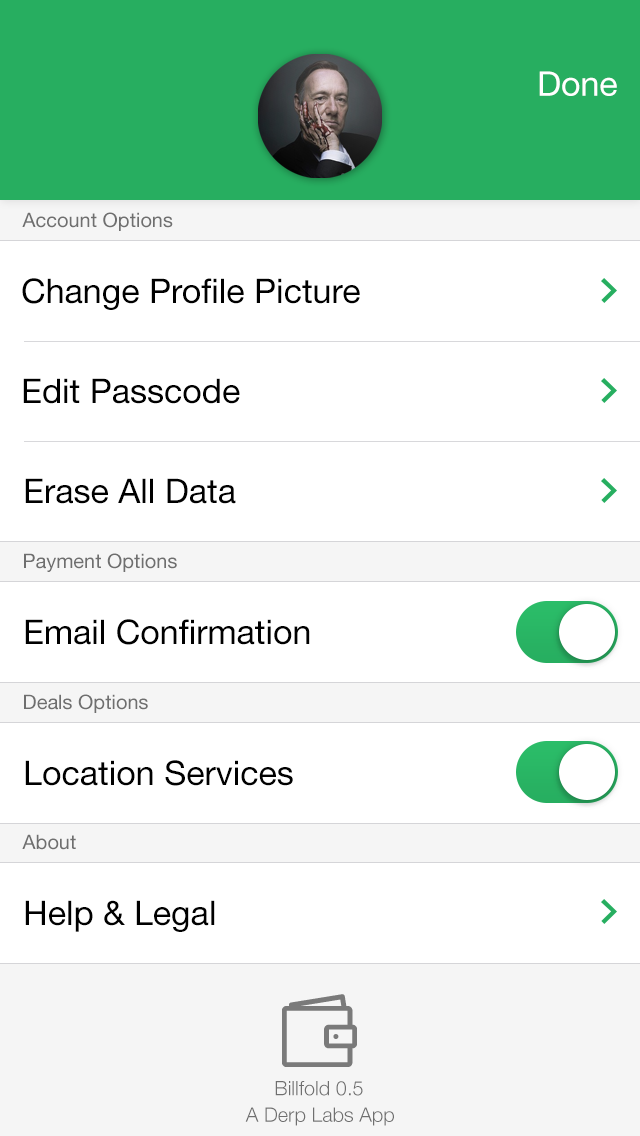 Done
Account Options
Change Profile Picture
Edit Passcode
Erase All Data
Payment Options
Email Confirmation
Deals Options
Location Services
About
Help & Legal
Billfold 0.5
A Derp Labs App